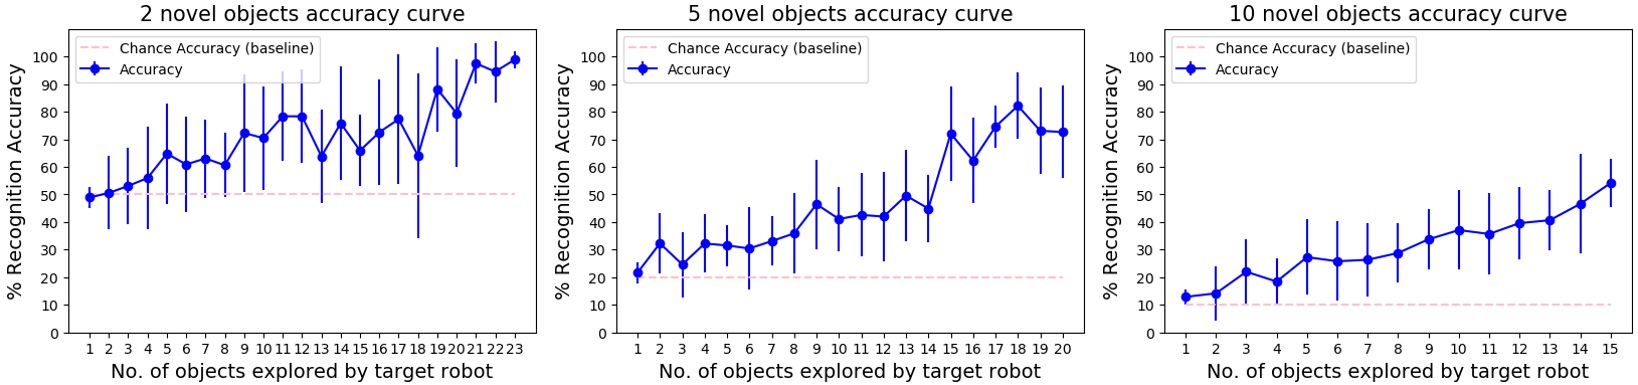 2 novel objects accuracy curve
Chance Accuracy (baseline)
Accuracy
% Recognition Accuracy
100
90
80
70
60
50
40
30
20
10
0
1 2 3 4 5 6 7 8 9 10 11 12 13 14 15 16 17 18 19 20 21 22 23
No. of objects explored by target robot
5 novel objects accuracy curve
Chance Accuracy (baseline)
Accuracy
% Recognition Accuracy
100
90
80
70
60
50
40
30
20
10
0
1 2 3 4 5 6 7 8 9 10 11 12 13 14 15 16 17 18 19 20
No. of objects explored by target robot
10 novel objects accuracy curve
Chance Accuracy (baseline)
Accuracy
% Recognition Accuracy
100
90
80
70
60
50
40
30
20
10
0
1 2 3 4 5 6 7 8 9 10 11 12 13 14 15
No. of objects explored by target robot